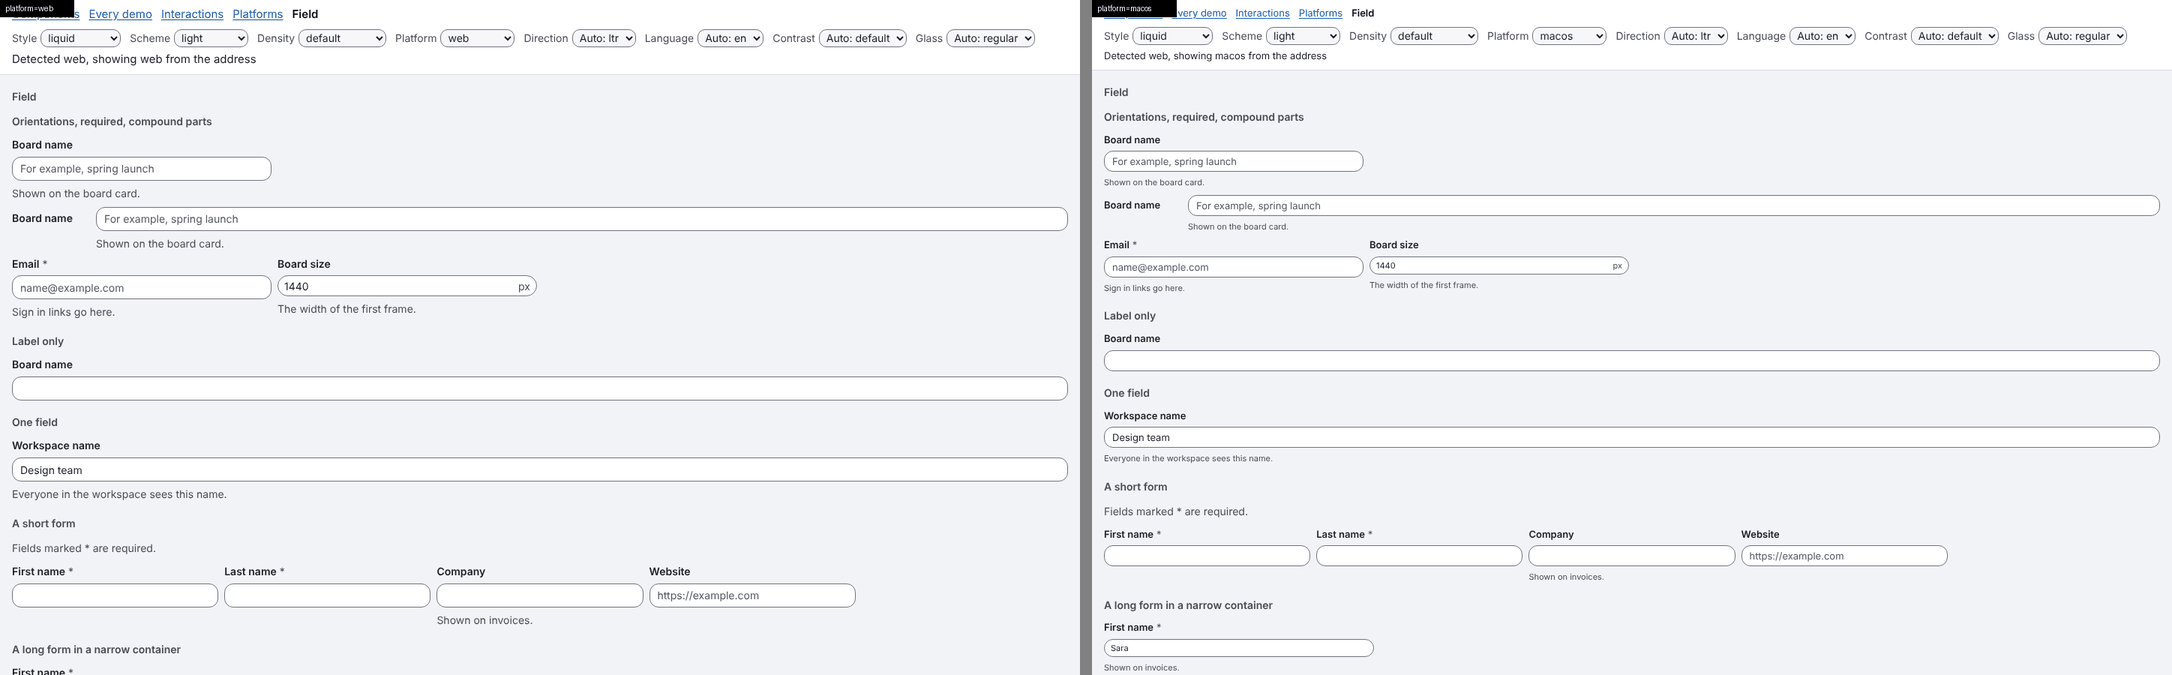 platform=web
Every demo Interactions Platforms Field
Style liquid Scheme light Density default Platform web Direction Auto: ltr Language Auto: en Contrast Auto: default Glass Auto: regular
Detected web, showing web from the address
Field
Orientations, required, compound parts
Board name
For example, spring launch
Shown on the board card.
Board name For example, spring launch
Shown on the board card.
Email * Board size
name@example.com 1440 px
Sign in links go here. The width of the first frame.
Label only
Board name
One field
Workspace name
Design team
Everyone in the workspace sees this name.
A short form
Fields marked * are required.
First name * Last name * Company Website
https://example.com
Shown on invoices.
A long form in a narrow container
First name *
platform=macos
Every demo Interactions Platforms Field
Style liquid Scheme light Density default Platform macos Direction Auto: ltr Language Auto: en Contrast Auto: default Glass Auto: regular
Detected web, showing macos from the address
Field
Orientations, required, compound parts
Board name
For example, spring launch
Shown on the board card.
Board name For example, spring launch
Shown on the board card.
Email * Board size
name@example.com 1440 px
Sign in links go here. The width of the first frame.
Label only
Board name
One field
Workspace name
Design team
Everyone in the workspace sees this name.
A short form
Fields marked * are required.
First name * Last name * Company Website
https://example.com
Shown on invoices.
A long form in a narrow container
First name *
Sara
Shown on invoices.